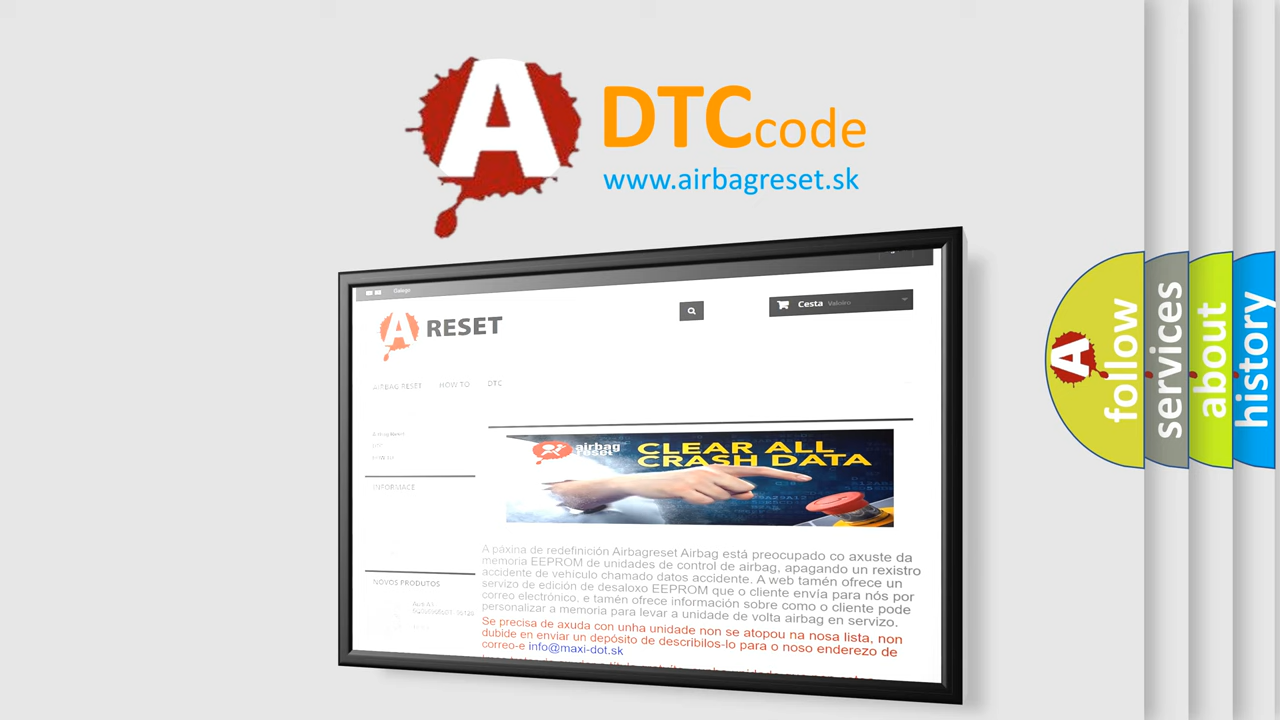 A
DTCcode
www.airbagreset.sk
Galego
A RESET
Cesta Valeiro
AIRBAG RESET HOW TO DTC
INFORMACE
airbag
reset
CLEAR ALL
CRASH DATA
A páxina de redefinición Airbagreset Airbag está preocupado co axuste da
memoria EEPROM de unidades de control de airbag, apagando un rexistro
accidente de vehículo chamado datos accidente. A web tamén ofrece un
servizo de edición de desaloxo EEPROM que o cliente envía para nós por
correo electrónico, e tamén ofrece información sobre como o cliente pode
personalizar a memoria para levar a unidade de volta airbag en servizo.
NOVOS PRODUTOS
Se precisa de axuda con unha unidade non se atopou na nosa lista, non
dubide en enviar un depósito de describilos-lo para o noso enderezo de
correo-e info@maxi-dot.sk
A
follow
services
about
history